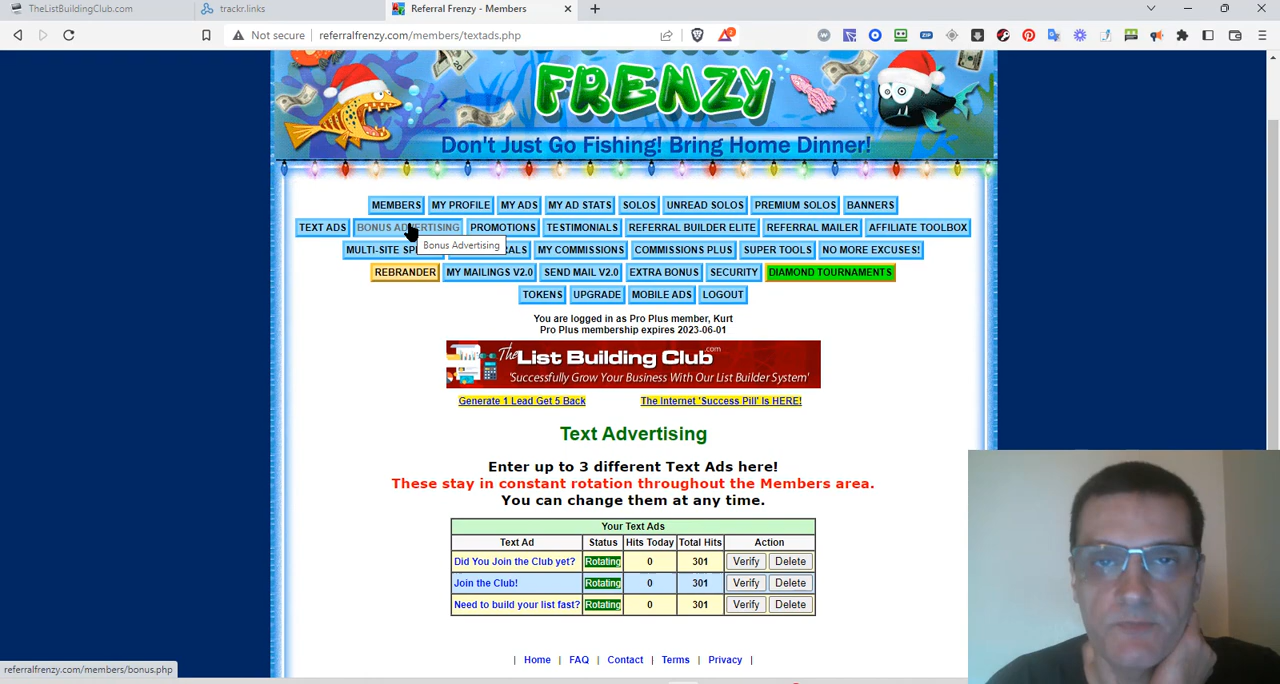 TheListBuildingClub.com
trackr.links
Referral Frenzy - Members
Not secure
referralfrenzy.com/members/textads.php
FRENZY
Don't Just Go Fishing! Bring Home Dinner!
MEMBERS MY PROFILE MY ADS MY AD STATS SOLOS UNREAD SOLOS PREMIUM SOLOS BANNERS
TEXT ADS BONUS ADVERTISING PROMOTIONS TESTIMONIALS REFERRAL BUILDER ELITE REFERRAL MAILER AFFILIATE TOOLBOX
Bonus Advertising
MULTI-SITE MY COMMISSIONS COMMISSIONS PLUS SUPER TOOLS NO MORE EXCUSES!
REBRANDER MY MAILINGS V2.0 SEND MAIL V2.0 EXTRA BONUS SECURITY DIAMOND TOURNAMENTS
TOKENS UPGRADE MOBILE ADS LOGOUT
You are logged in as Pro Plus member, Kurt
Pro Plus membership expires 2023-06-01
The List Building Club .com
'Successfully Grow Your Business With Our List Builder System'
Generate 1 Lead Get 5 Back
The Internet 'Success Pill' Is HERE!
Text Advertising
Enter up to 3 different Text Ads here!
These stay in constant rotation throughout the Members area.
You can change them at any time.
Your Text Ads
Text Ad Status Hits Today Total Hits Action
Did You Join the Club yet? Rotating 0 301 Verify Delete
Join the Club! Rotating 0 301 Verify Delete
Need to build your list fast? Rotating 0 301 Verify Delete
| Home | FAQ | Contact | Terms | Privacy |
referralfrenzy.com/members/bonus.php